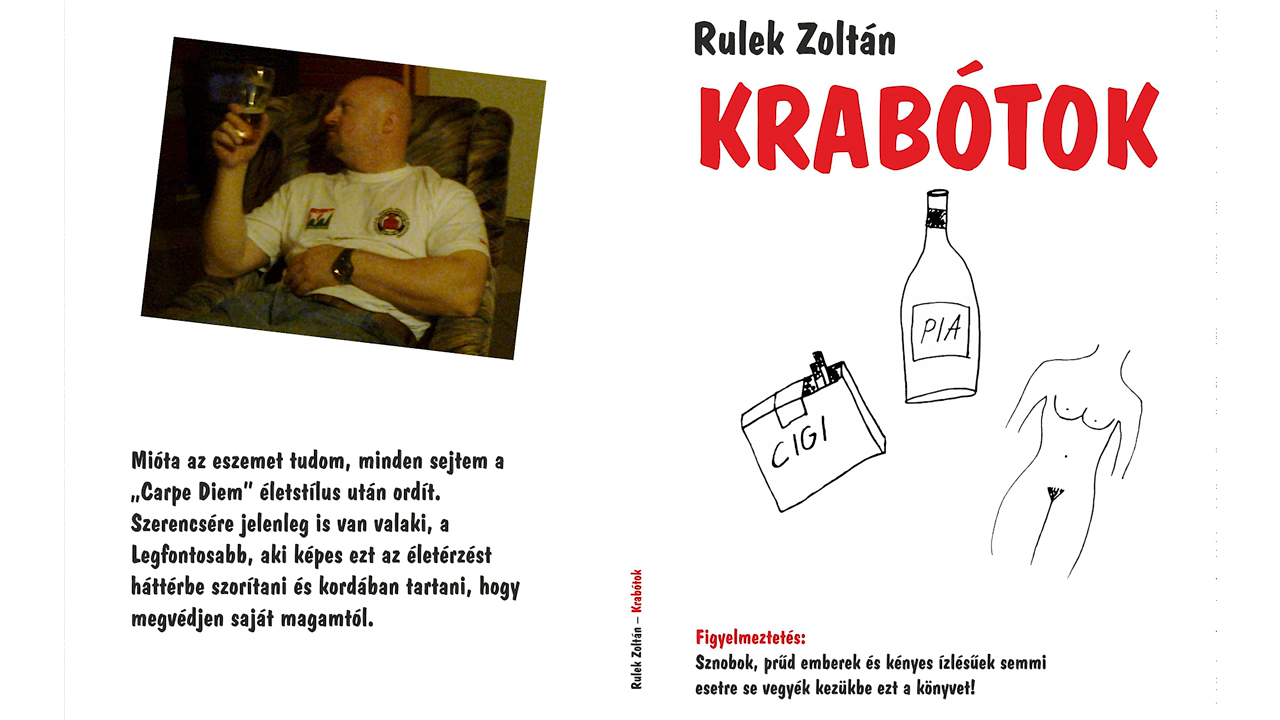 Mióta az eszemet tudom, minden sejtem a
„Carpe Diem” életstílus után ordít.
Szerencsére jelenleg is van valaki, a
Legfontosabb, aki képes ezt az életérzést
háttérbe szorítani és kordában tartani, hogy
megvédjen saját magamtól.
Rulek Zoltán – Krabótok
Rulek Zoltán
KRABÓTOK
PIA
CIGI
Figyelmeztetés:
Sznobok, prűd emberek és kényes ízlésűek semmi
esetre se vegyék kezükbe ezt a könyvet!